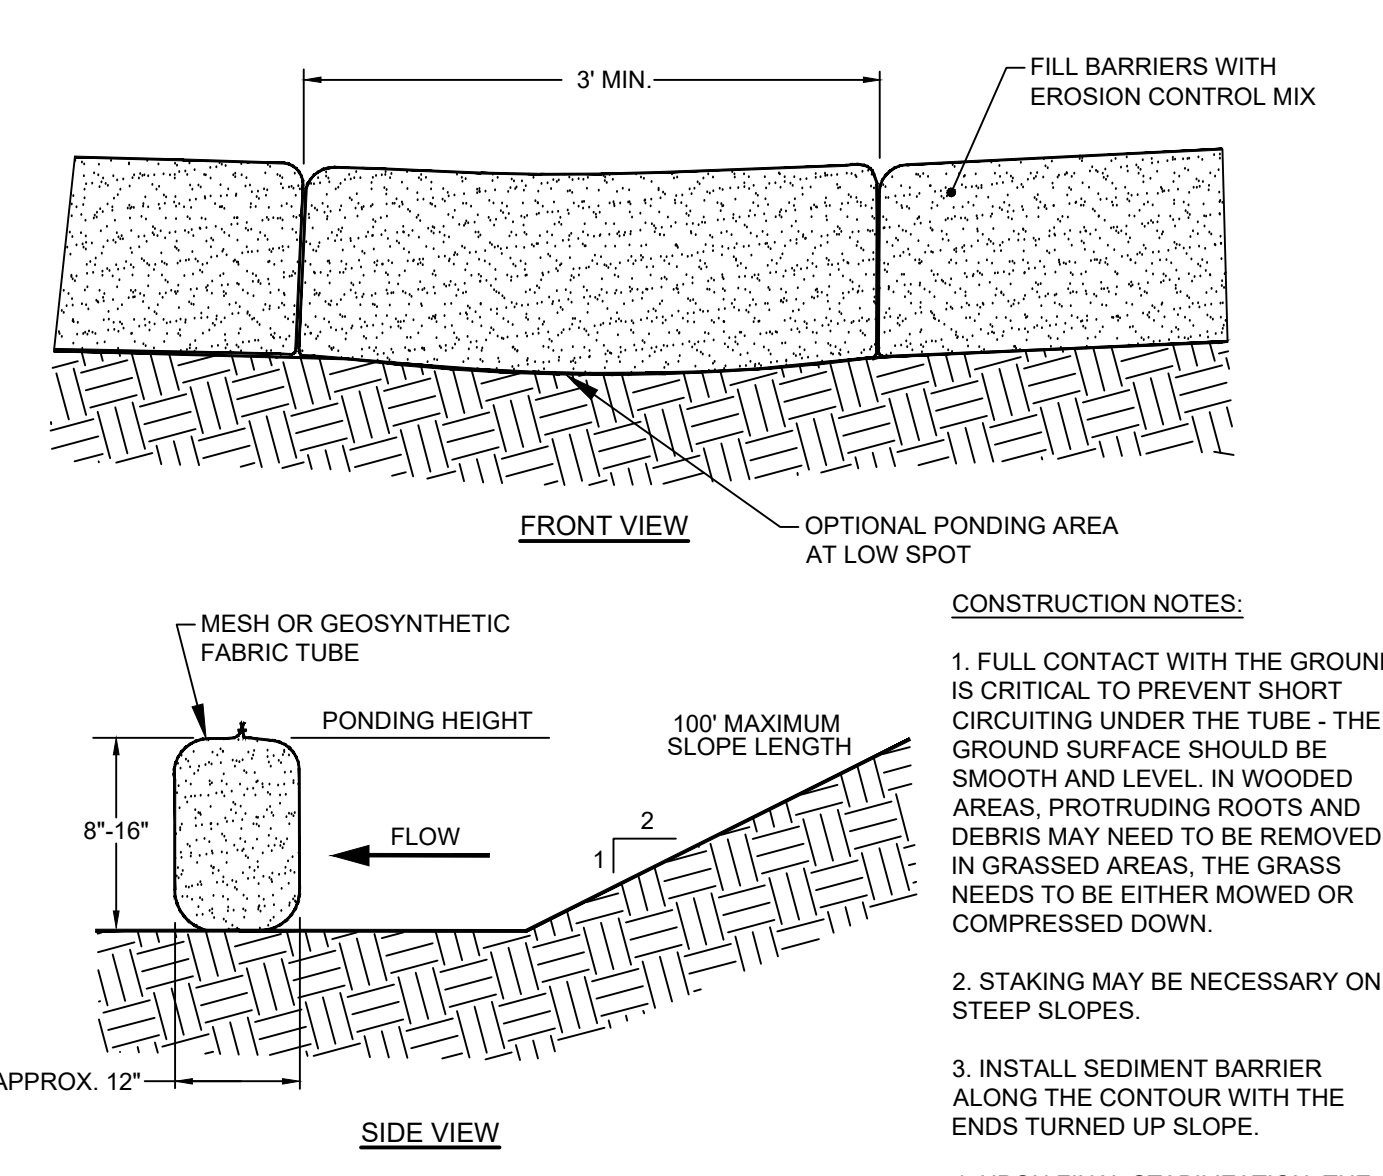 3' MIN.
FILL BARRIERS WITH
EROSION CONTROL MIX
FRONT VIEW
OPTIONAL PONDING AREA
AT LOW SPOT
MESH OR GEOSYNTHETIC
FABRIC TUBE
PONDING HEIGHT
100' MAXIMUM
SLOPE LENGTH
8"-16"
FLOW
2
1
APPROX. 12"
SIDE VIEW
CONSTRUCTION NOTES:
1. FULL CONTACT WITH THE GROUND
IS CRITICAL TO PREVENT SHORT
CIRCUITING UNDER THE TUBE - THE
GROUND SURFACE SHOULD BE
SMOOTH AND LEVEL. IN WOODED
AREAS, PROTRUDING ROOTS AND
DEBRIS MAY NEED TO BE REMOVED
IN GRASSED AREAS, THE GRASS
NEEDS TO BE EITHER MOWED OR
COMPRESSED DOWN.
2. STAKING MAY BE NECESSARY ON
STEEP SLOPES.
3. INSTALL SEDIMENT BARRIER
ALONG THE CONTOUR WITH THE
ENDS TURNED UP SLOPE.